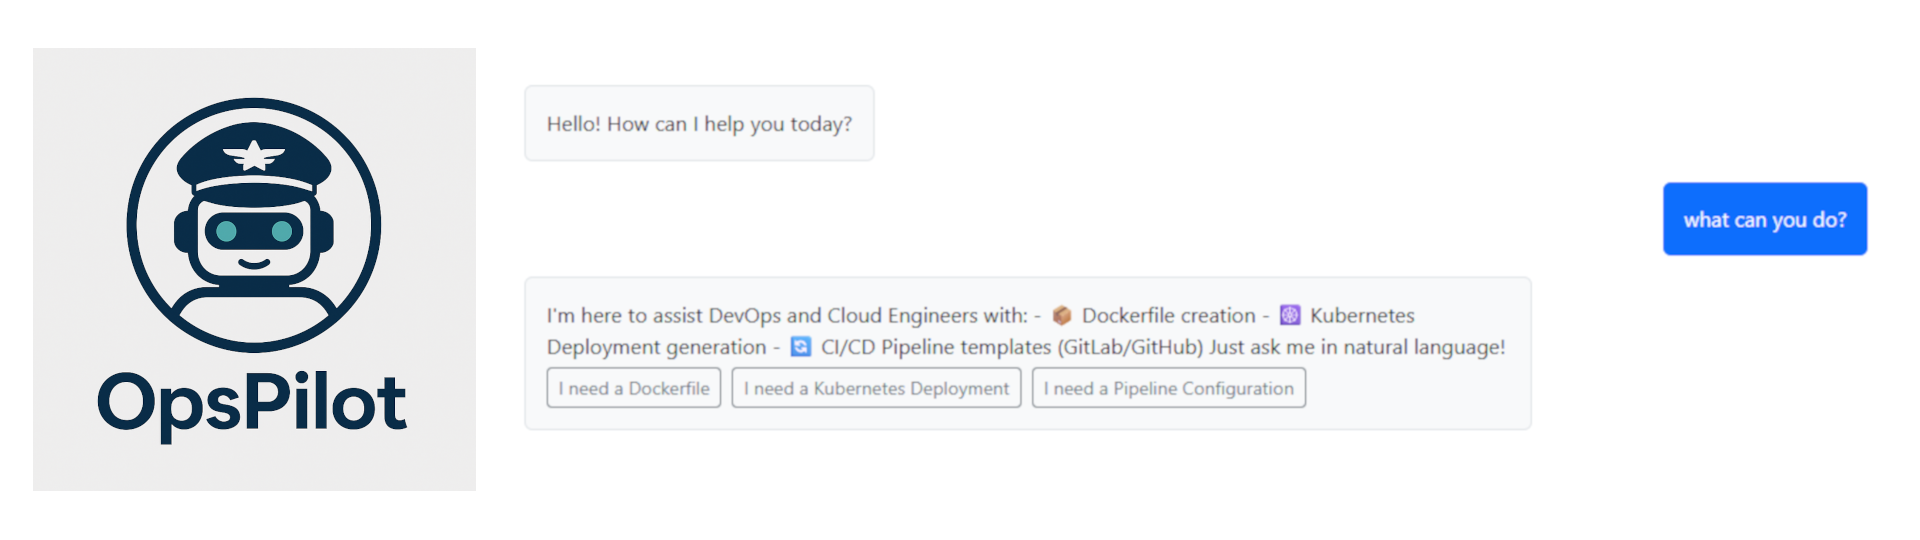 OpsPilot
Hello! How can I help you today?
what can you do?
I'm here to assist DevOps and Cloud Engineers with: - 📦 Dockerfile creation - ☸️ Kubernetes
Deployment generation - 🔄 CI/CD Pipeline templates (GitLab/GitHub) Just ask me in natural language!
I need a Dockerfile
I need a Kubernetes Deployment
I need a Pipeline Configuration